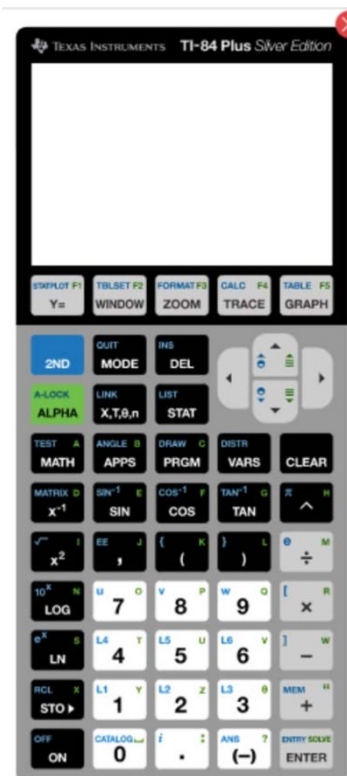 TEXAS INSTRUMENTS TI-84 Plus Silver Edition
STATPLOT F1 TBLSET F2 FORMAT F3 CALC F4 TABLE F5
Y= WINDOW ZOOM TRACE GRAPH
QUIT INS
2ND MODE DEL
A-LOCK LINK LIST
ALPHA X,T,θ,n STAT
TEST A ANGLE B DRAW C DISTR
MATH APPS PRGM VARS CLEAR
MATRIX D SIN⁻¹ E COS⁻¹ F TAN⁻¹ G π H
x⁻¹ SIN COS TAN ^
√‾ I EE J { K } L e M
x² , ( ) ÷
10ˣ N u O v P w Q [ R
LOG 7 8 9 ×
eˣ S L4 T L5 U L6 V ] W
LN 4 5 6 −
RCL X L1 Y L2 Z L3 θ MEM "
STO▸ 1 2 3 +
OFF CATALOG ⎵ i : ANS ? ENTRY SOLVE
ON 0 . (−) ENTER